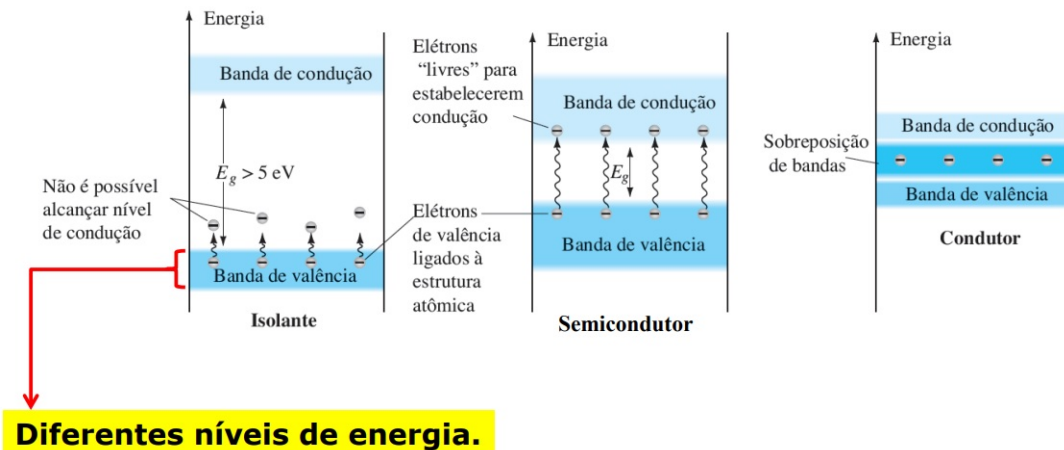 Energia
Banda de condução
E_g > 5 eV
Não é possível
alcançar nível
de condução
Banda de valência
Isolante
Elétrons
“livres” para
estabelecerem
condução
Energia
Banda de condução
E_g
Elétrons
de valência
ligados à
estrutura
atômica
Banda de valência
Semicondutor
Energia
Banda de condução
Sobreposição
de bandas
Banda de valência
Condutor
Diferentes níveis de energia.